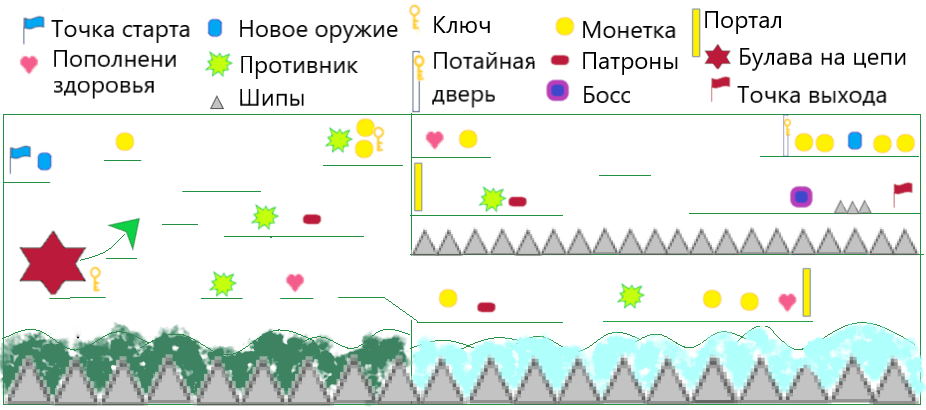 Точка старта
Новое оружие
Ключ
Монетка
Портал
Пополнени
здоровья
Противник
Потайная
дверь
Патроны
Булава на цепи
Шипы
Босс
Точка выхода